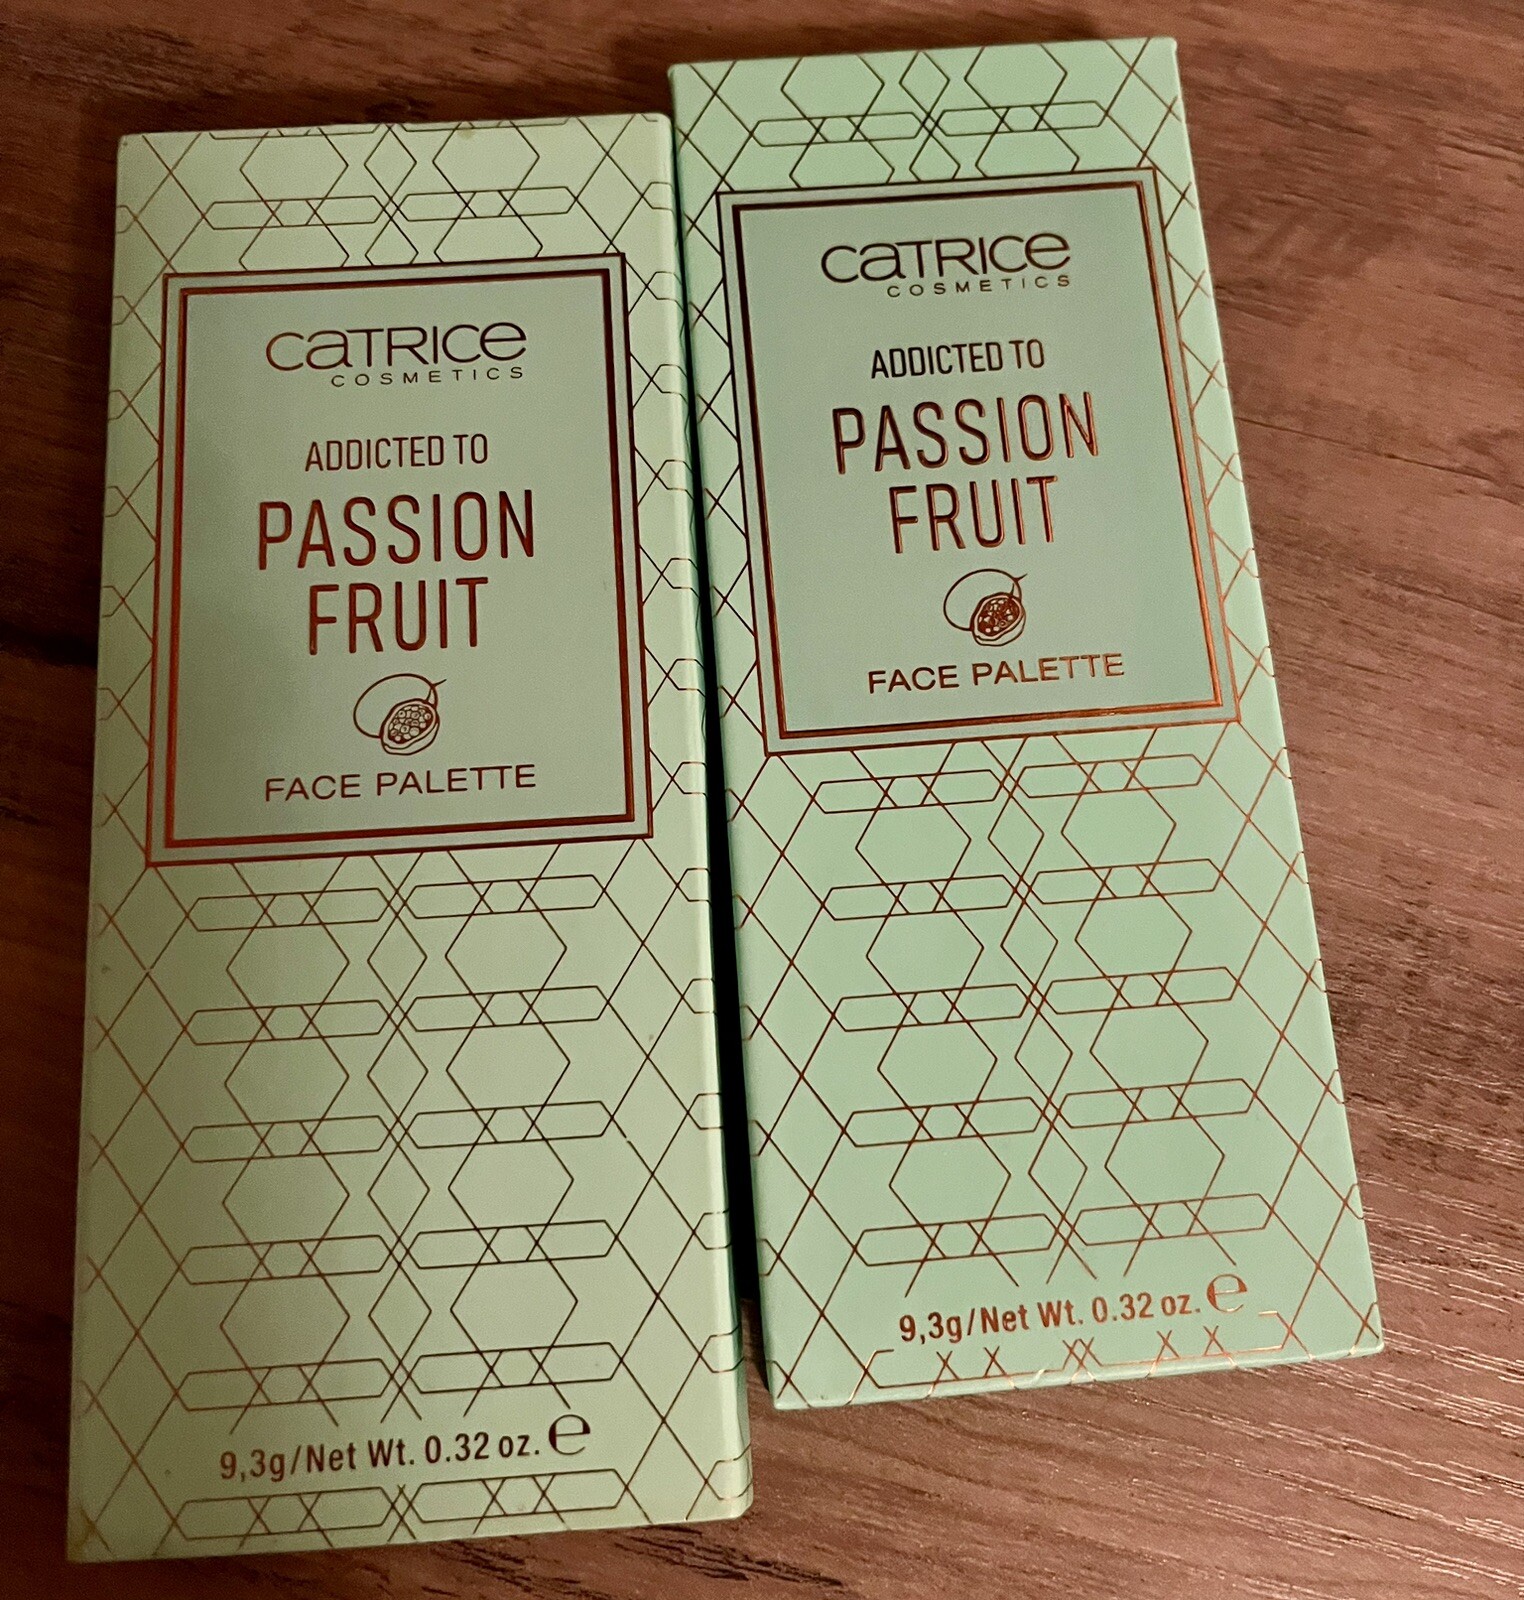 CATRICE
COSMETICS
ADDICTED TO
PASSION
FRUIT
FACE PALETTE
9,3g/Net Wt. 0.32 oz. ℮
CATRICE
COSMETICS
ADDICTED TO
PASSION
FRUIT
FACE PALETTE
9,3g/Net Wt. 0.32 oz. ℮